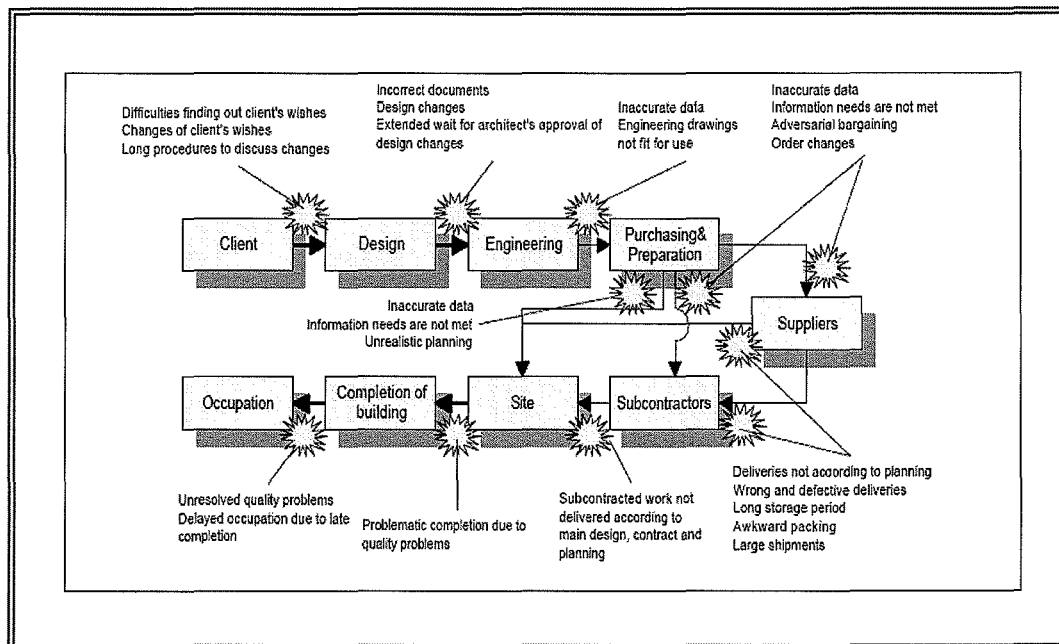 Difficulties finding out client's wishes
Changes of client's wishes
Long procedures to discuss changes
Incorrect documents
Design changes
Extended wait for architect's approval of
design changes
Inaccurate data
Engineering drawings
not fit for use
Inaccurate data
Information needs are not met
Adversarial bargaining
Order changes
Client
Design
Engineering
Purchasing&
Preparation
Inaccurate data
Information needs are not met
Unrealistic planning
Suppliers
Occupation
Completion of
building
Site
Subcontractors
Unresolved quality problems
Delayed occupation due to late
completion
Problematic completion due to
quality problems
Subcontracted work not
delivered according to
main design, contract and
planning
Deliveries not according to planning
Wrong and defective deliveries
Long storage period
Awkward packing
Large shipments